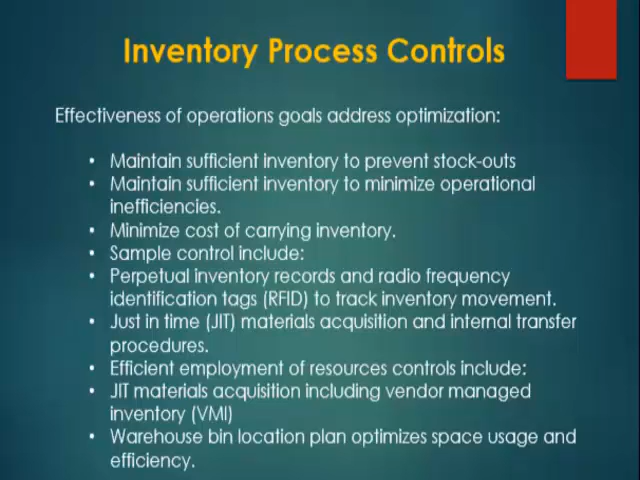 Inventory Process Controls
Effectiveness of operations goals address optimization:
• Maintain sufficient inventory to prevent stock-outs
• Maintain sufficient inventory to minimize operational
inefficiencies.
• Minimize cost of carrying inventory.
• Sample control include:
• Perpetual inventory records and radio frequency
identification tags (RFID) to track inventory movement.
• Just in time (JIT) materials acquisition and internal transfer
procedures.
• Efficient employment of resources controls include:
• JIT materials acquisition including vendor managed
inventory (VMI)
• Warehouse bin location plan optimizes space usage and
efficiency.